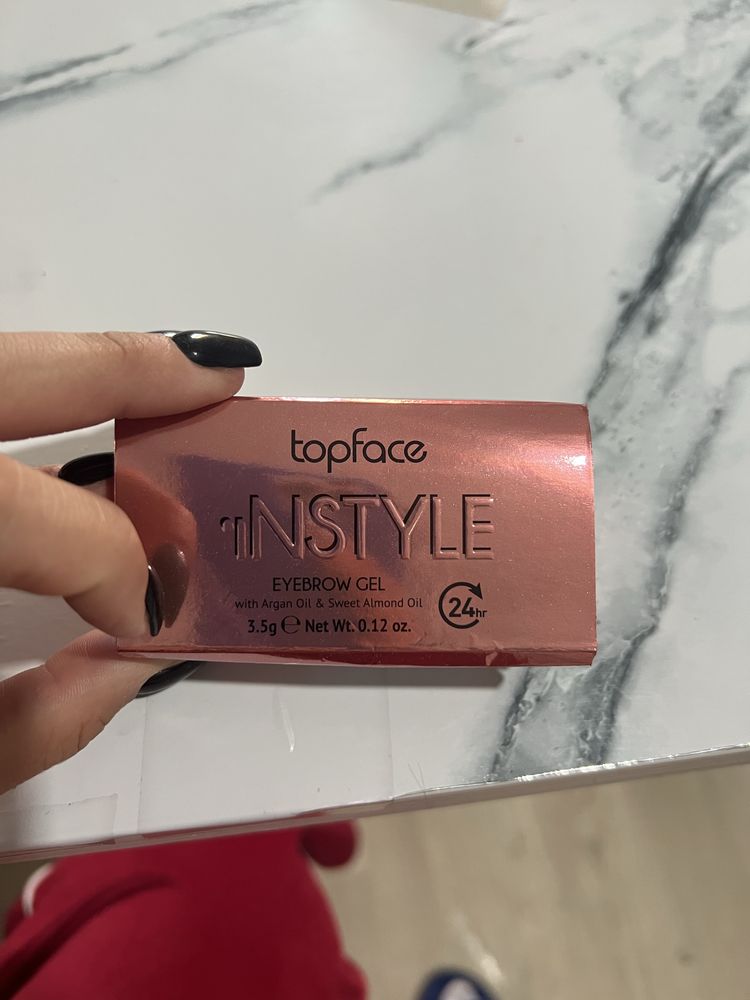 topface
INSTYLE
EYEBROW GEL
with Argan Oil & Sweet Almond Oil
24hr
3.5g ℮ Net Wt. 0.12 oz.